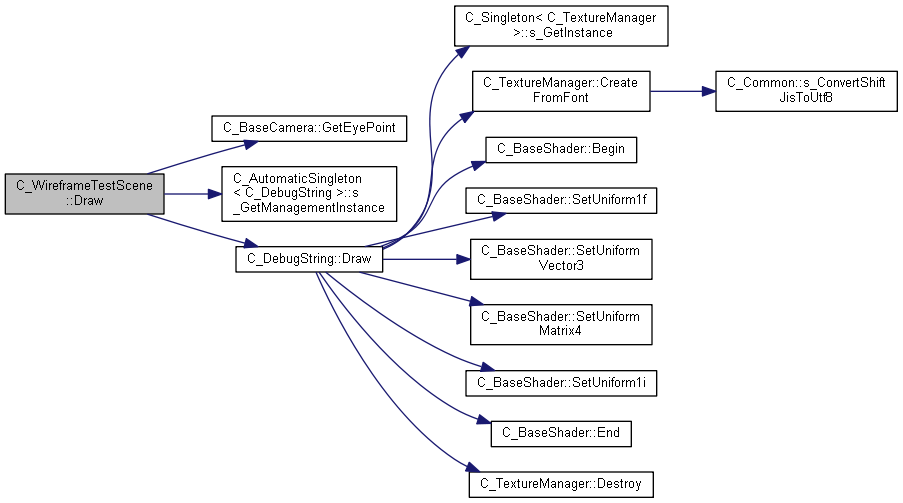 C_WireframeTestScene
::Draw
C_BaseCamera::GetEyePoint
C_AutomaticSingleton
< C_DebugString >::s
_GetManagementInstance
C_DebugString::Draw
C_Singleton< C_TextureManager
>::s_GetInstance
C_TextureManager::Create
FromFont
C_BaseShader::Begin
C_BaseShader::SetUniform1f
C_BaseShader::SetUniform
Vector3
C_BaseShader::SetUniform
Matrix4
C_BaseShader::SetUniform1i
C_BaseShader::End
C_TextureManager::Destroy
C_Common::s_ConvertShift
JisToUtf8